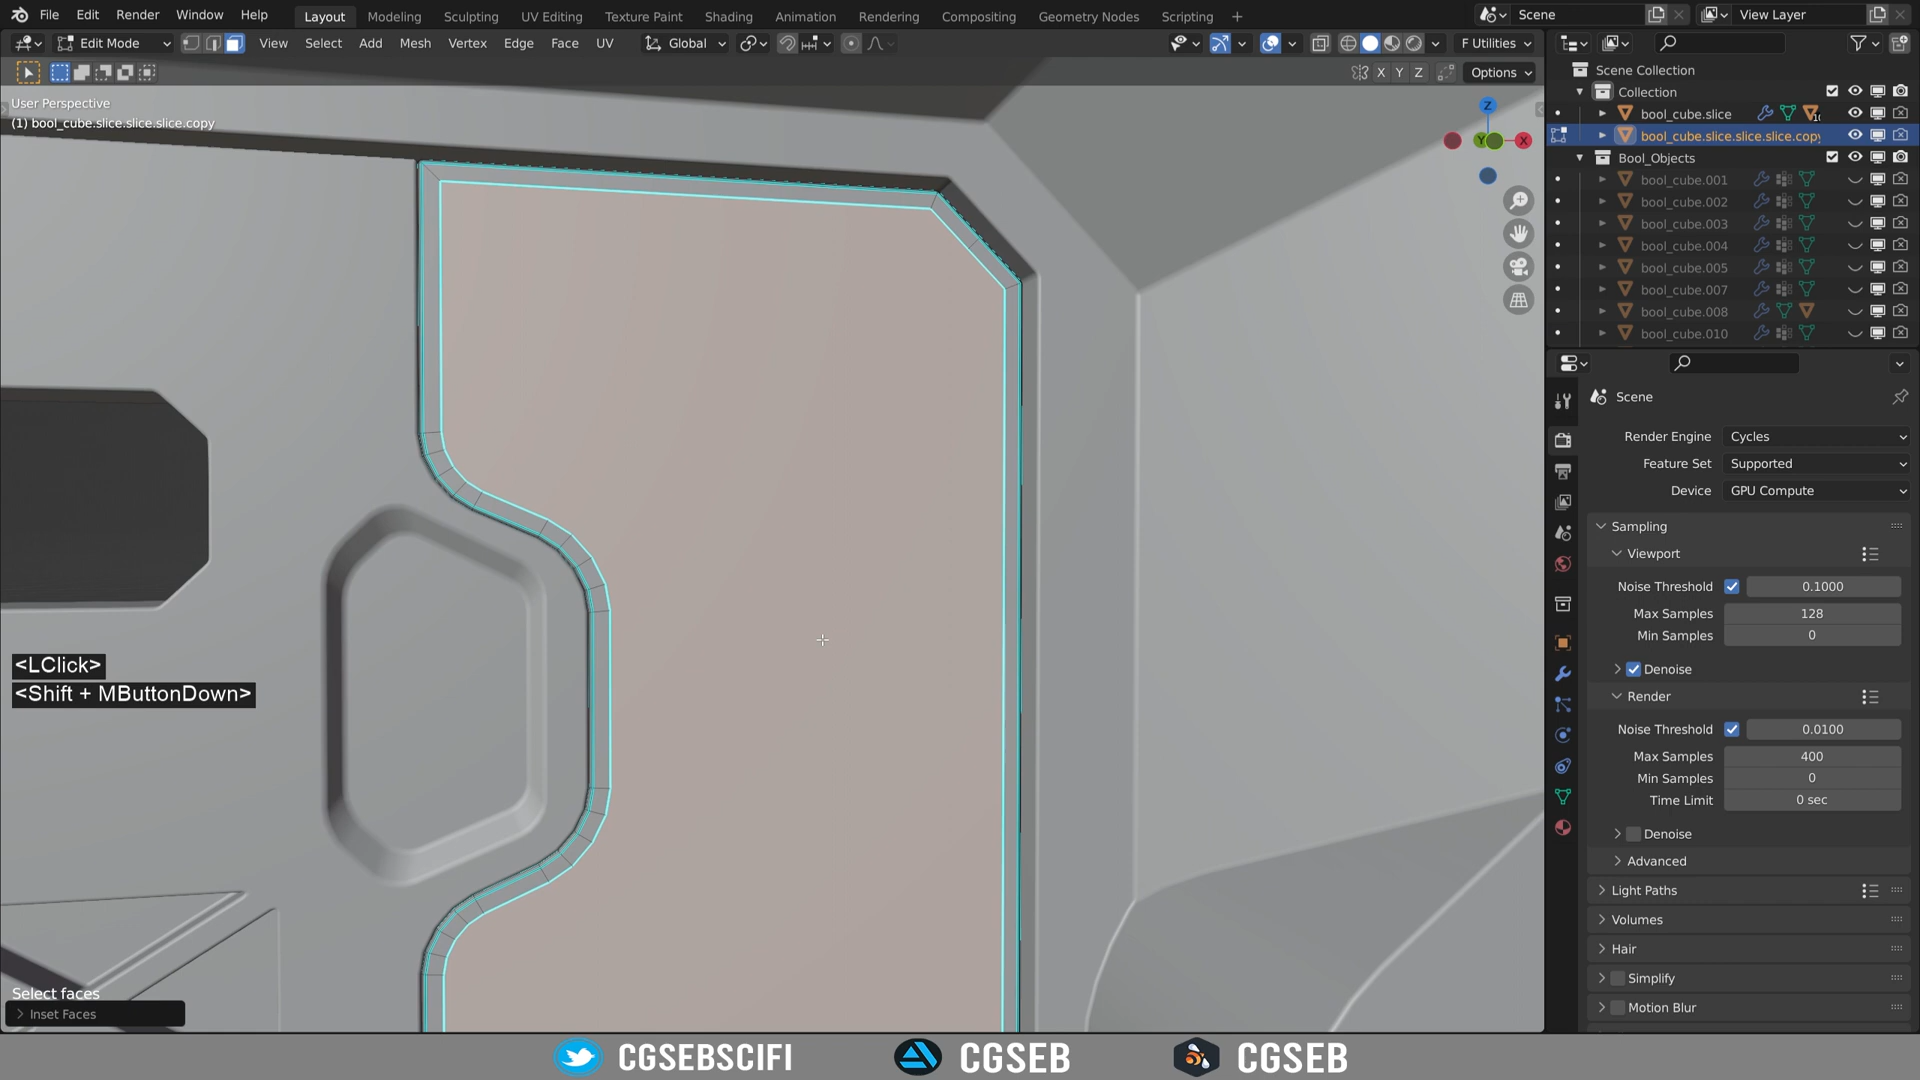 File Edit Render Window Help Layout Modeling Sculpting UV Editing Texture Paint Shading Animation Rendering Compositing Geometry Nodes Scripting + Scene View Layer
Edit Mode View Select Add Mesh Vertex Edge Face UV Global F Utilities
X Y Z Options
User Perspective
(1) bool_cube.slice.slice.slice.copy
Z
Y
X
Scene Collection
Collection
bool_cube.slice
bool_cube.slice.slice.slice.copy
Bool_Objects
bool_cube.001
bool_cube.002
bool_cube.003
bool_cube.004
bool_cube.005
bool_cube.007
bool_cube.008
bool_cube.010
Scene
Render Engine Cycles
Feature Set Supported
Device GPU Compute
Sampling
Viewport
Noise Threshold 0.1000
Max Samples 128
Min Samples 0
Denoise
Render
Noise Threshold 0.0100
Max Samples 400
Min Samples 0
Time Limit 0 sec
Denoise
Advanced
Light Paths
Volumes
Hair
Simplify
Motion Blur
<LClick>
<Shift + MButtonDown>
Select faces
Inset Faces
CGSEBSCIFI CGSEB CGSEB